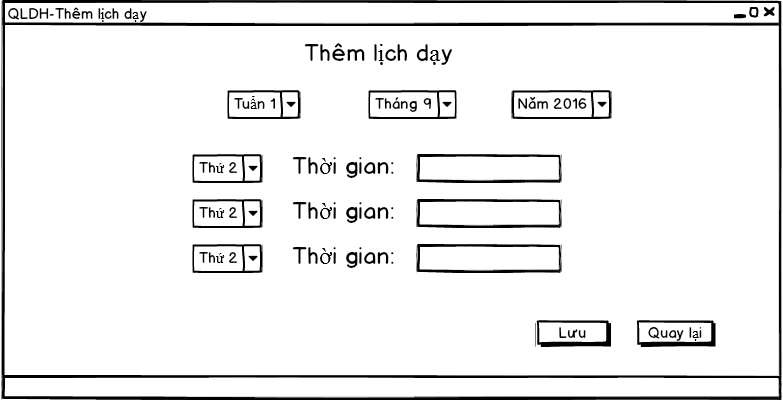 QLDH-Thêm lịch dạy
Thêm lịch dạy
Tuần 1 Tháng 9 Năm 2016
Thứ 2 Thời gian:
Thứ 2 Thời gian:
Thứ 2 Thời gian:
Lưu Quay lại